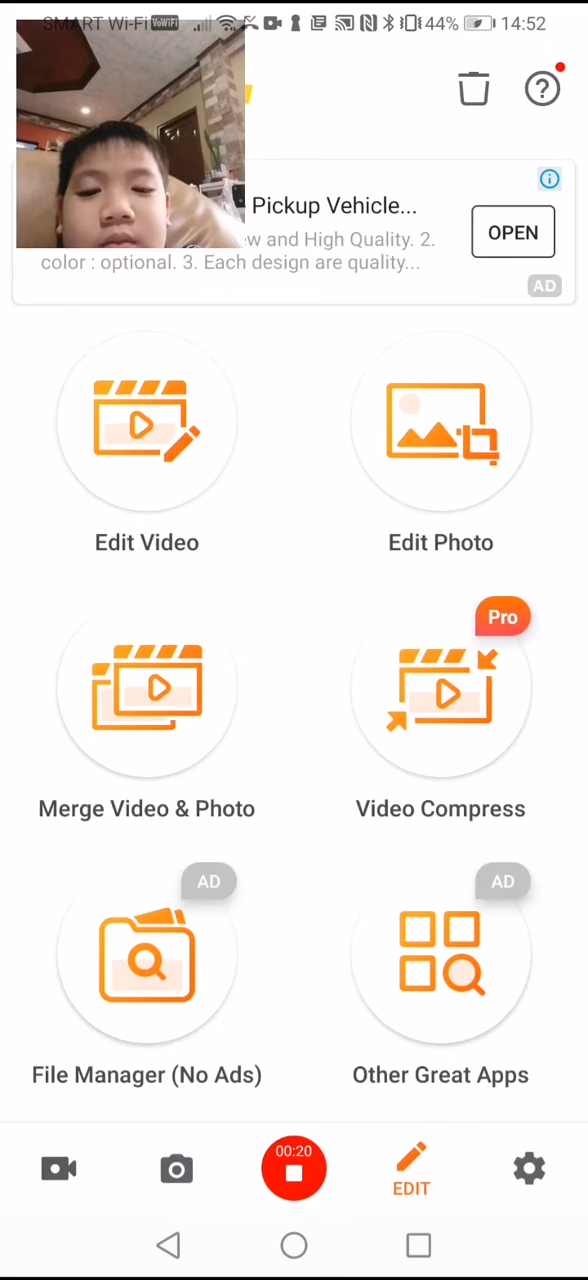 SMART Wi-Fi VoWiFi 44% 14:52
Pickup Vehicle...
ew and High Quality. 2.
color : optional. 3. Each design are quality...
OPEN
AD
Edit Video
Edit Photo
Pro
Merge Video & Photo
Video Compress
AD
AD
File Manager (No Ads)
Other Great Apps
00:20
EDIT